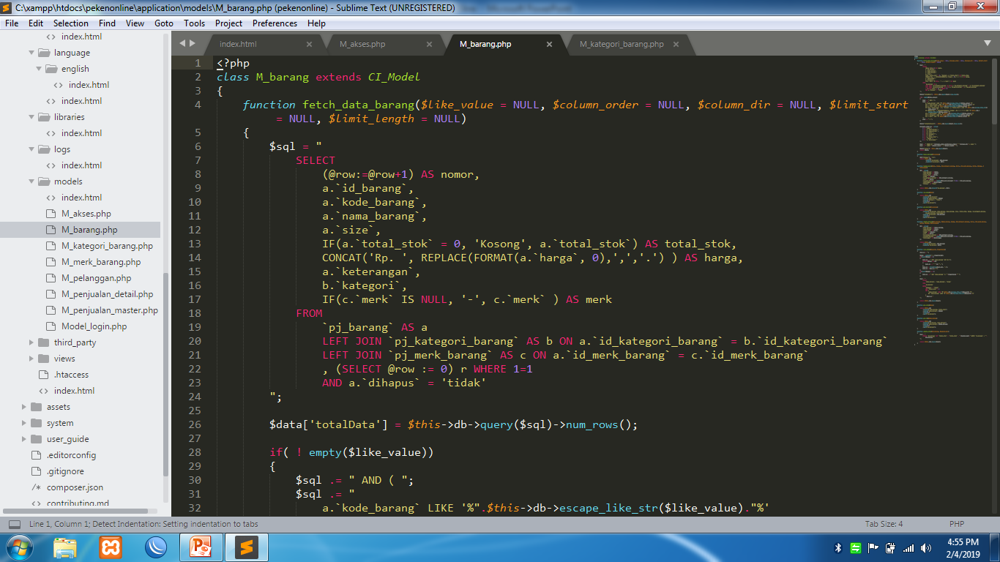 C:\xampp\htdocs\pekenonline\application\models\M_barang.php (pekenonline) - Sublime Text (UNREGISTERED)
File Edit Selection Find View Goto Tools Project Preferences Help
index.html
language
english
index.html
index.html
libraries
index.html
logs
index.html
models
index.html
M_akses.php
M_barang.php
M_kategori_barang.php
M_merk_barang.php
M_pelanggan.php
M_penjualan_detail.php
M_penjualan_master.php
Model_login.php
third_party
views
.htaccess
index.html
assets
system
user_guide
.editorconfig
.gitignore
/* composer.json
contributing.md
index.html × M_akses.php × M_barang.php × M_kategori_barang.php ×
1 <?php
2 class M_barang extends CI_Model
3 {
4 function fetch_data_barang($like_value = NULL, $column_order = NULL, $column_dir = NULL, $limit_start
= NULL, $limit_length = NULL)
5 {
6 $sql = "
7 SELECT
8 (@row:=@row+1) AS nomor,
9 a.`id_barang`,
10 a.`kode_barang`,
11 a.`nama_barang`,
12 a.`size`,
13 IF(a.`total_stok` = 0, 'Kosong', a.`total_stok`) AS total_stok,
14 CONCAT('Rp. ', REPLACE(FORMAT(a.`harga`, 0),',','.') ) AS harga,
15 a.`keterangan`,
16 b.`kategori`,
17 IF(c.`merk` IS NULL, '-', c.`merk` ) AS merk
18 FROM
19 `pj_barang` AS a
20 LEFT JOIN `pj_kategori_barang` AS b ON a.`id_kategori_barang` = b.`id_kategori_barang`
21 LEFT JOIN `pj_merk_barang` AS c ON a.`id_merk_barang` = c.`id_merk_barang`
22 , (SELECT @row := 0) r WHERE 1=1
23 AND a.`dihapus` = 'tidak'
24 ";
25
26 $data['totalData'] = $this->db->query($sql)->num_rows();
27
28 if( ! empty($like_value))
29 {
30 $sql .= " AND ( ";
31 $sql .= "
32 a.`kode_barang` LIKE '%".$this->db->escape_like_str($like_value)."%'
Line 1, Column 1; Detect Indentation: Setting indentation to tabs
Tab Size: 4 PHP
4:55 PM
2/4/2019